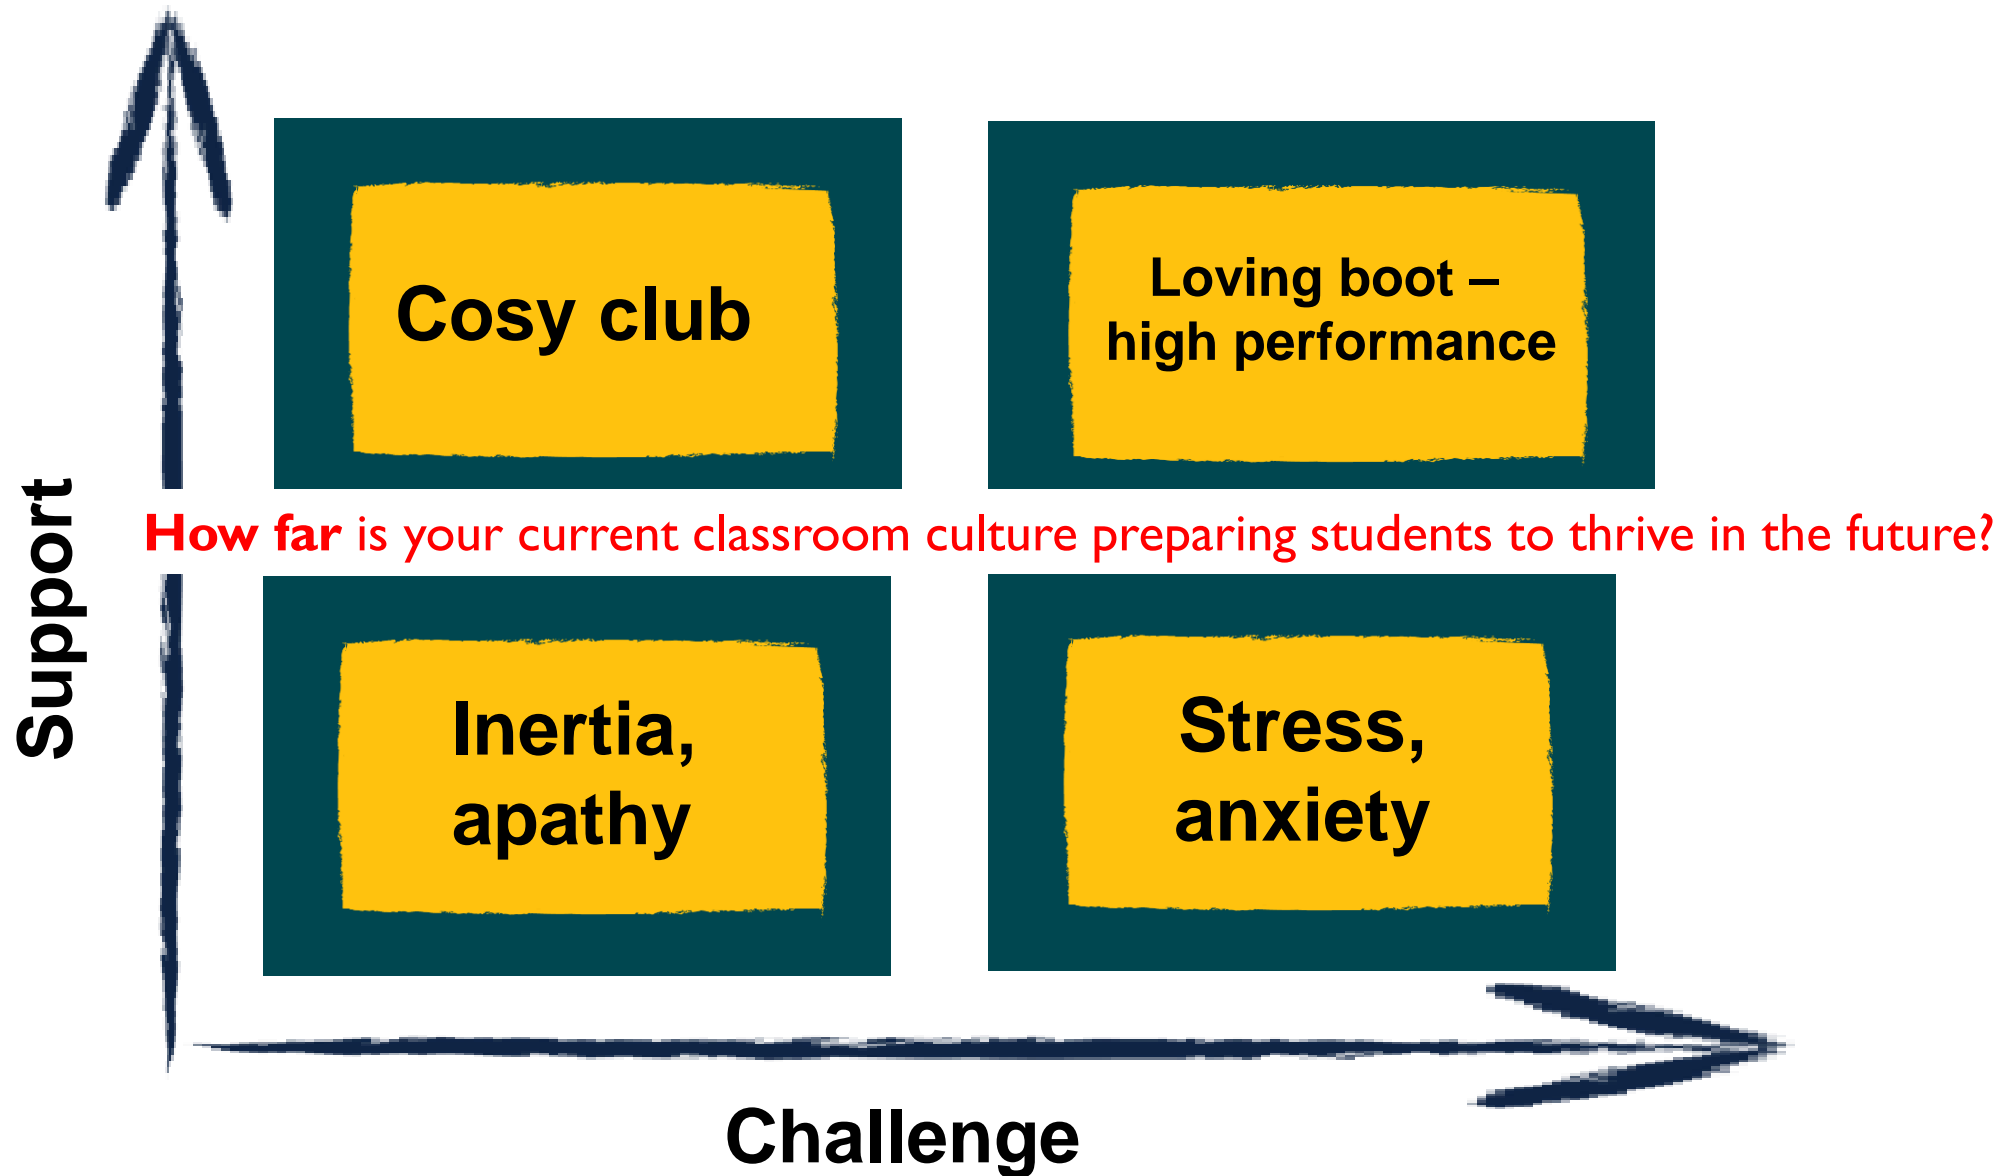 Cosy club
Loving boot –
high performance
Support
How far is your current classroom culture preparing students to thrive in the future?
Inertia,
apathy
Stress,
anxiety
Challenge